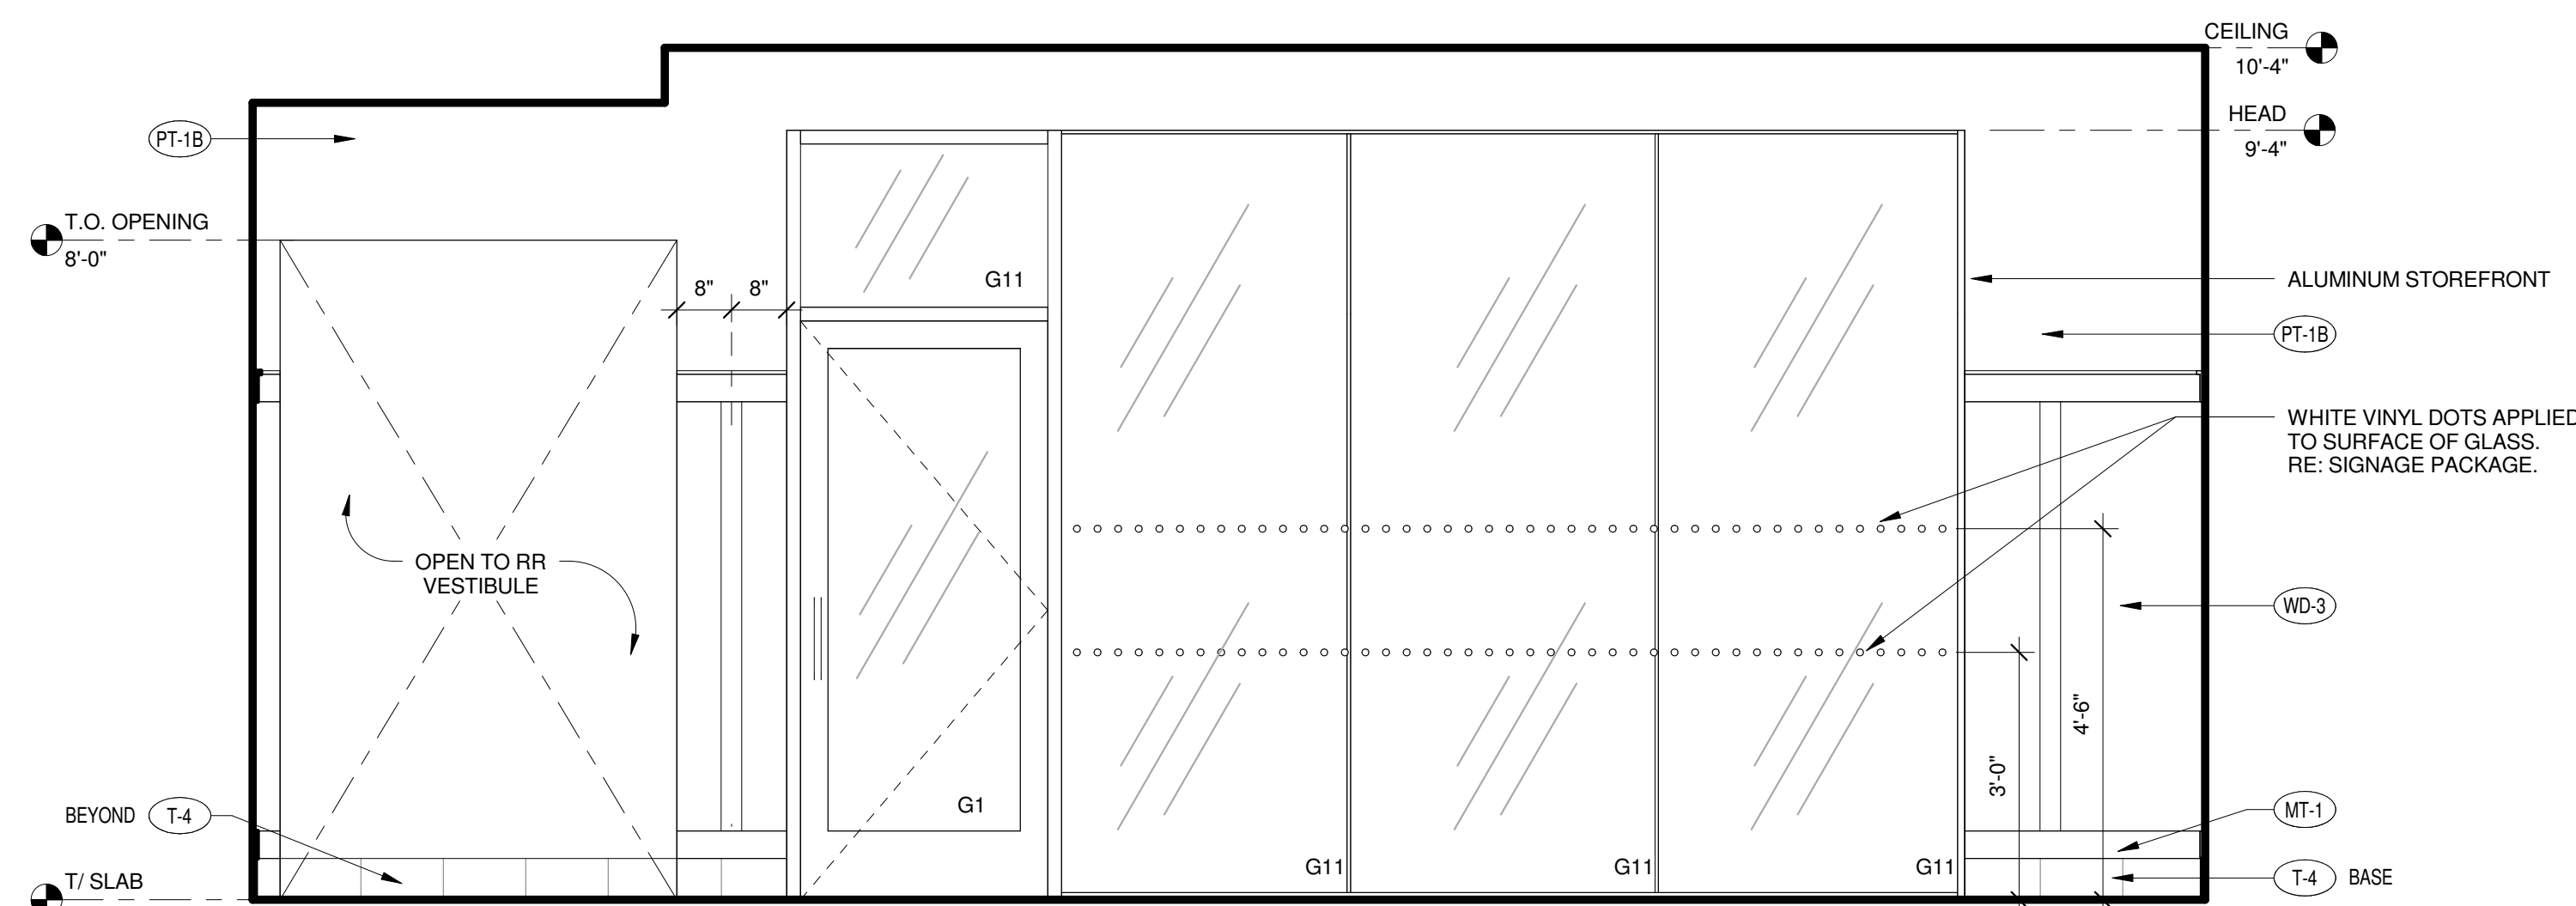 CEILING
10'-4"
HEAD
9'-4"
PT-1B
T.O. OPENING
8'-0"
8" 8"
G11
ALUMINUM STOREFRONT
PT-1B
WHITE VINYL DOTS APPLIED
TO SURFACE OF GLASS.
RE: SIGNAGE PACKAGE.
OPEN TO RR
VESTIBULE
WD-3
4'-6"
3'-0"
G1
BEYOND T-4
MT-1
G11 G11 G11
T-4 BASE
T/ SLAB